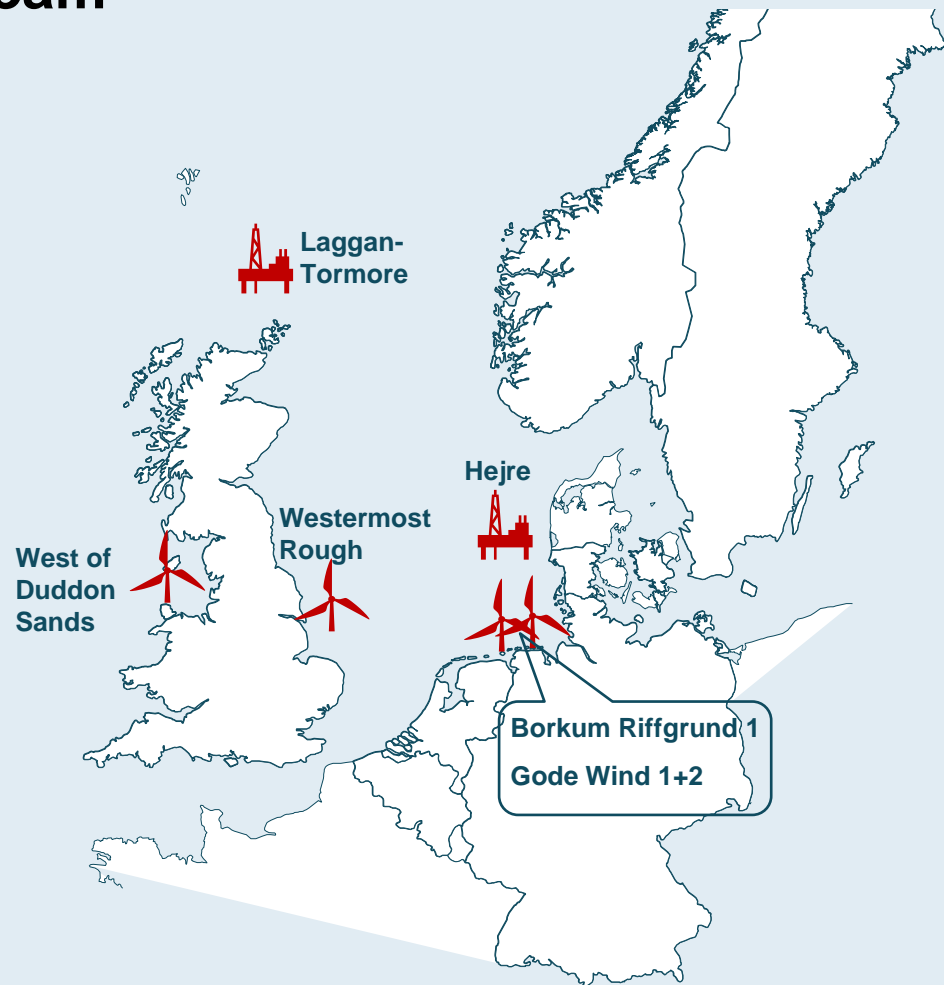 Laggan-
Tormore
Hejre
Westermost
Rough
West of
Duddon
Sands
Borkum Riffgrund 1
Gode Wind 1+2